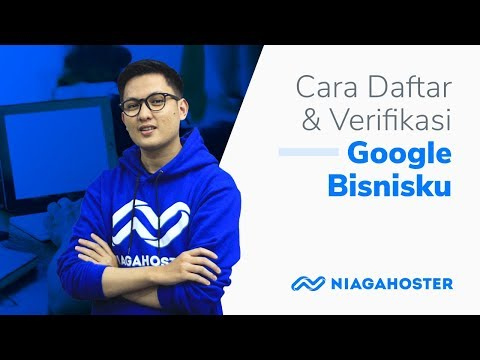 Cara Daftar
& Verifikasi
Google
Bisnisku
NIAGAHOSTER
NIAGAHOSTER